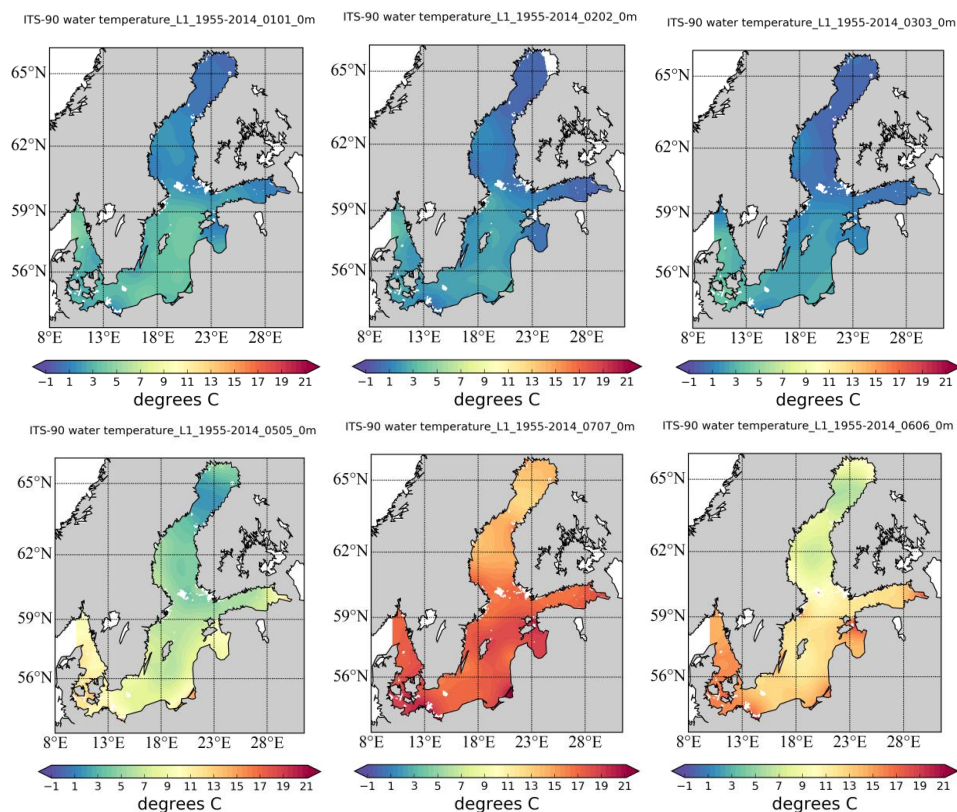 ITS-90 water temperature_L1_1955-2014_0101_0m
65°N
62°N
59°N
56°N
8°E 13°E 18°E 23°E 28°E
−1 1 3 5 7 9 11 13 15 17 19 21
degrees C
ITS-90 water temperature_L1_1955-2014_0202_0m
65°N
62°N
59°N
56°N
8°E 13°E 18°E 23°E 28°E
−1 1 3 5 7 9 11 13 15 17 19 21
degrees C
ITS-90 water temperature_L1_1955-2014_0303_0m
65°N
62°N
59°N
56°N
8°E 13°E 18°E 23°E 28°E
−1 1 3 5 7 9 11 13 15 17 19 21
degrees C
ITS-90 water temperature_L1_1955-2014_0505_0m
65°N
62°N
59°N
56°N
8°E 13°E 18°E 23°E 28°E
−1 1 3 5 7 9 11 13 15 17 19 21
degrees C
ITS-90 water temperature_L1_1955-2014_0707_0m
65°N
62°N
59°N
56°N
8°E 13°E 18°E 23°E 28°E
−1 1 3 5 7 9 11 13 15 17 19 21
degrees C
ITS-90 water temperature_L1_1955-2014_0606_0m
65°N
62°N
59°N
56°N
8°E 13°E 18°E 23°E 28°E
−1 1 3 5 7 9 11 13 15 17 19 21
degrees C